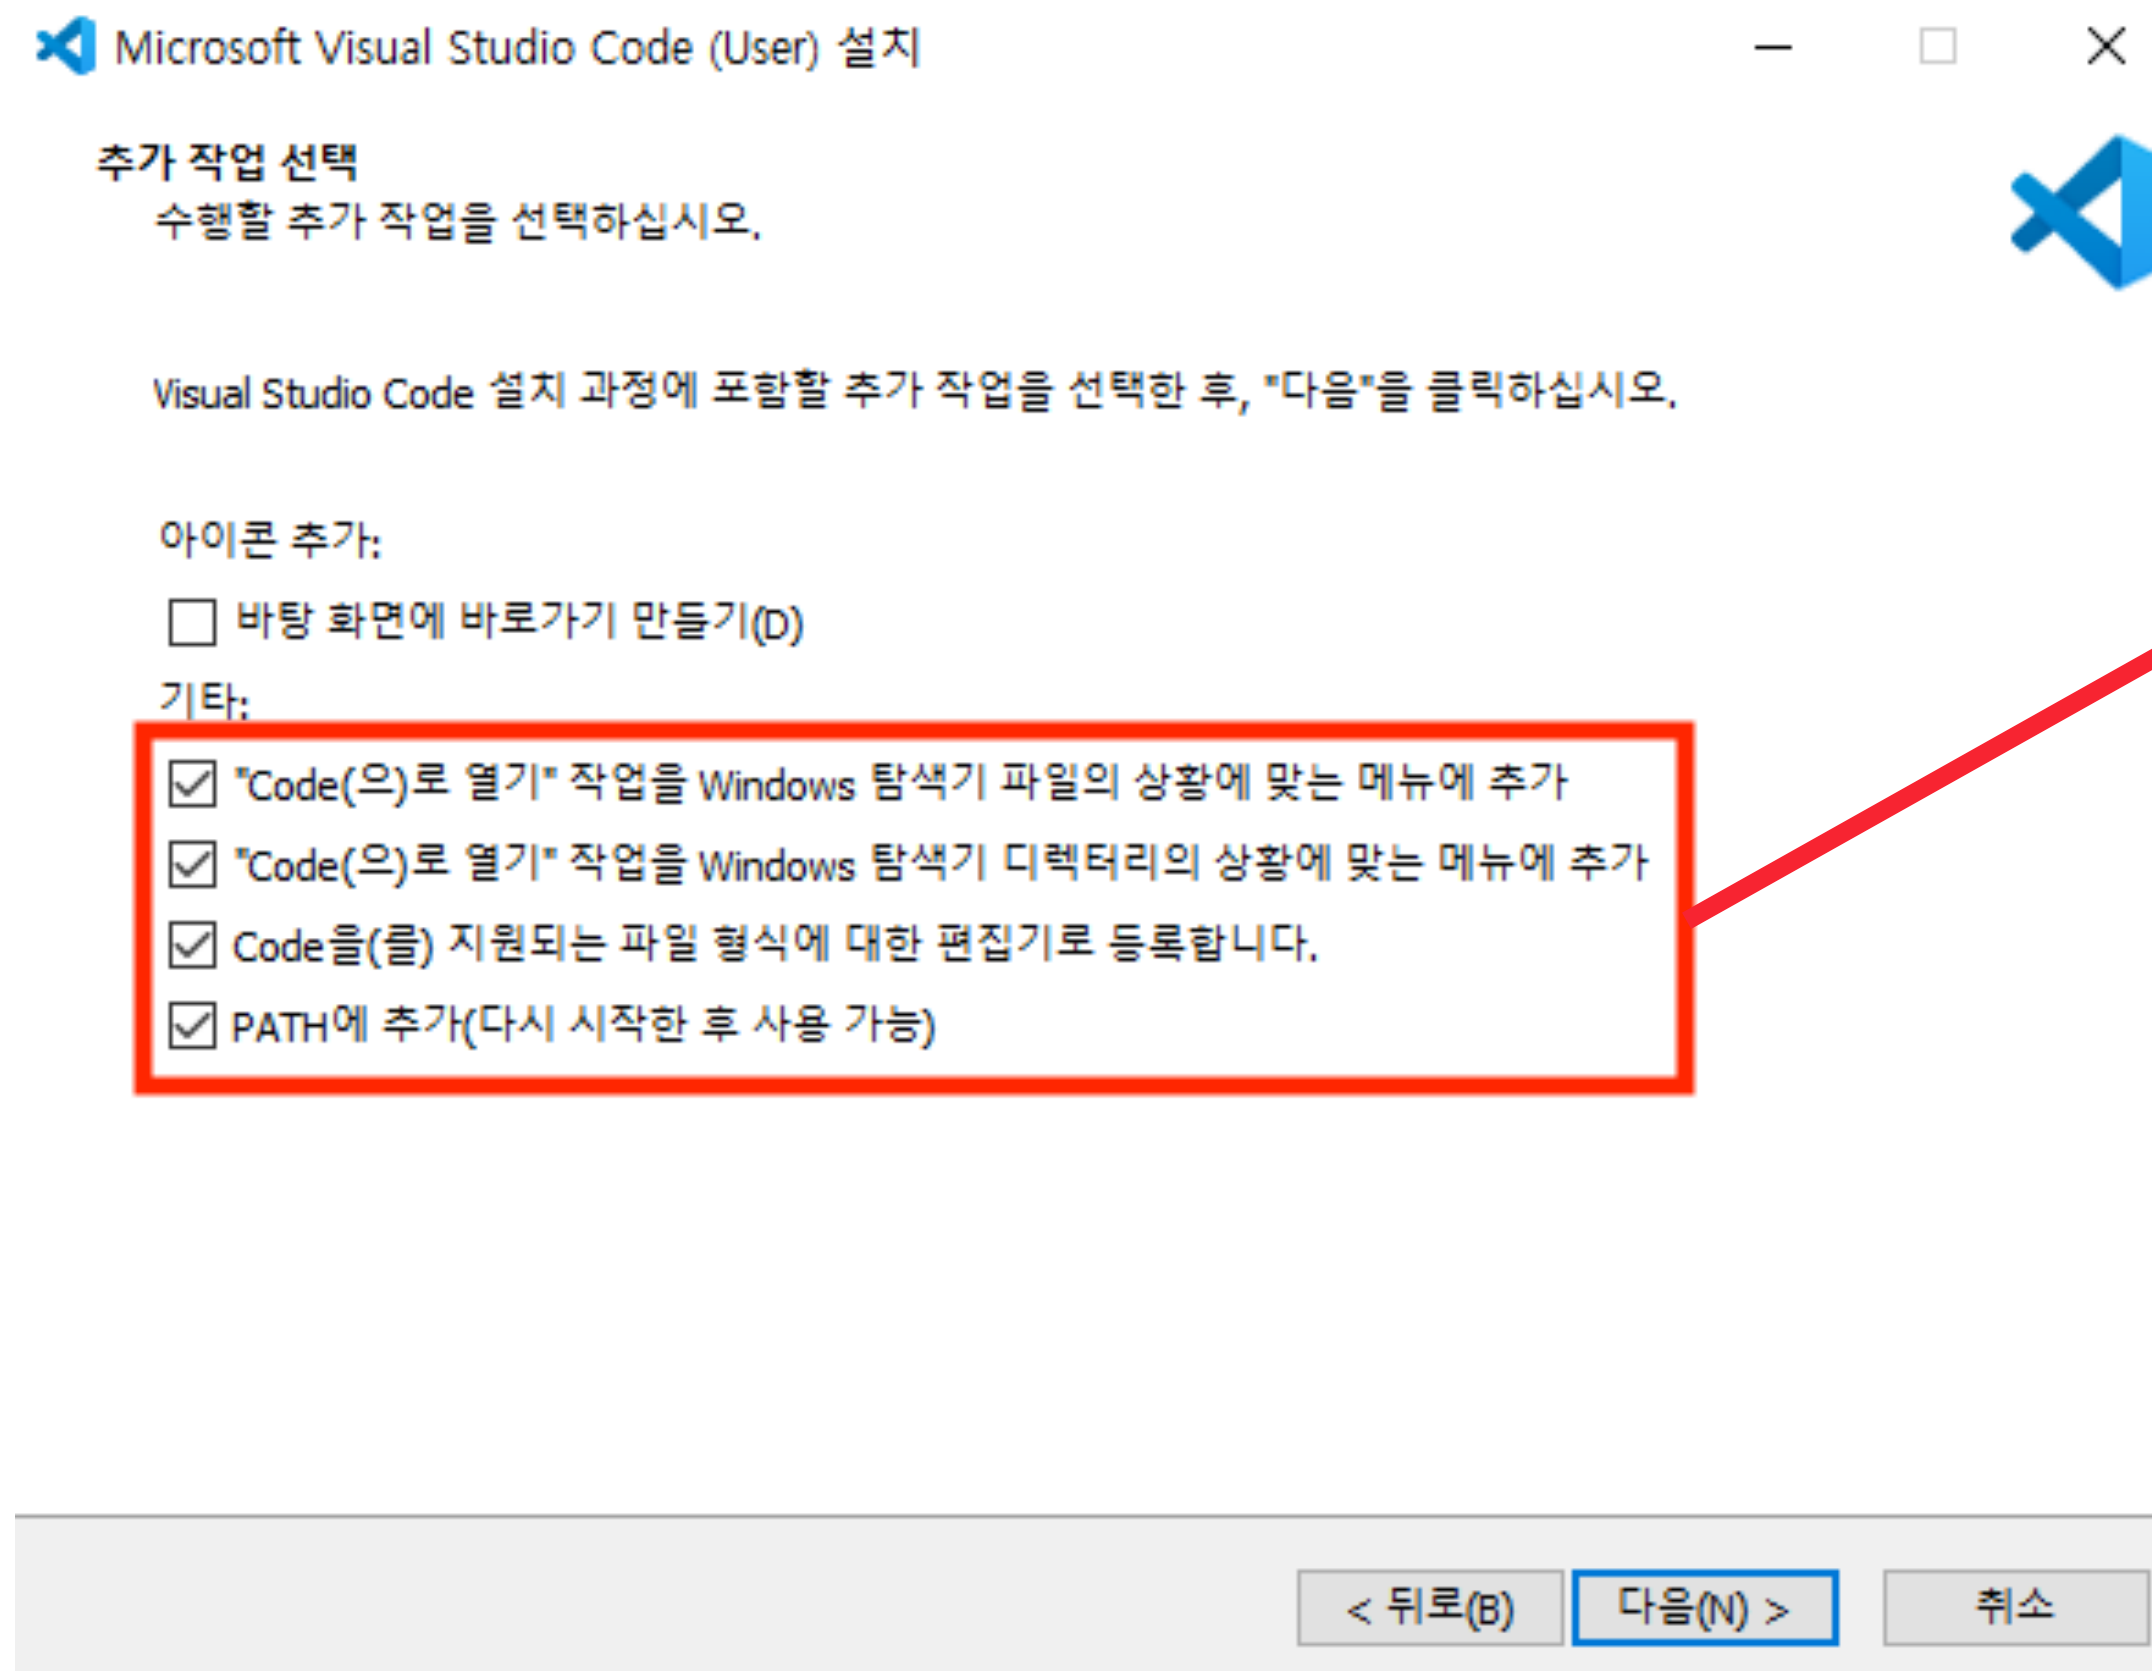 Microsoft Visual Studio Code (User) 설치
추가 작업 선택
수행할 추가 작업을 선택하십시오.
Visual Studio Code 설치 과정에 포함할 추가 작업을 선택한 후, "다음"을 클릭하십시오.
아이콘 추가:
바탕 화면에 바로가기 만들기(D)
기타:
"Code(으)로 열기" 작업을 Windows 탐색기 파일의 상황에 맞는 메뉴에 추가
"Code(으)로 열기" 작업을 Windows 탐색기 디렉터리의 상황에 맞는 메뉴에 추가
Code을(를) 지원되는 파일 형식에 대한 편집기로 등록합니다.
PATH에 추가(다시 시작한 후 사용 가능)
< 뒤로(B) 다음(N) > 취소